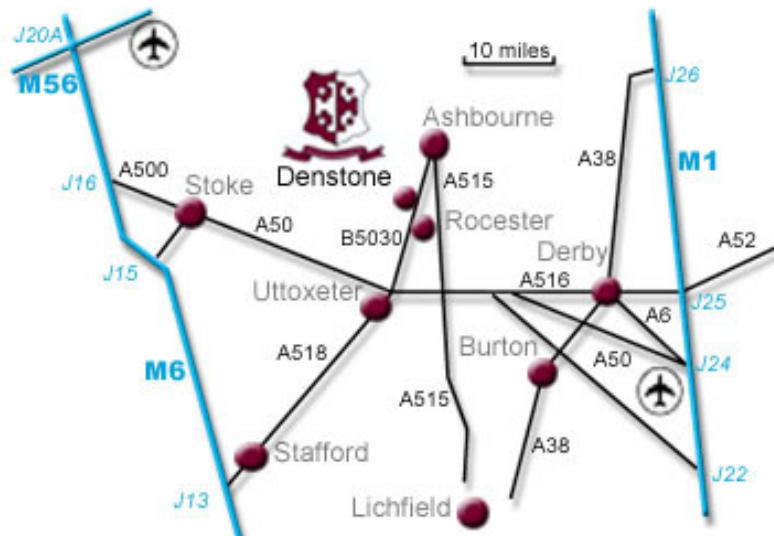 J20A
M56
10 miles
J26
Ashbourne
A500
J16
Stoke
Denstone
A515
A38
M1
A50
B5030
Rocester
Derby
A52
J15
Uttoxeter
A516
J25
A6
M6
A518
Burton
A50
J24
A515
A38
Stafford
J22
J13
Lichfield